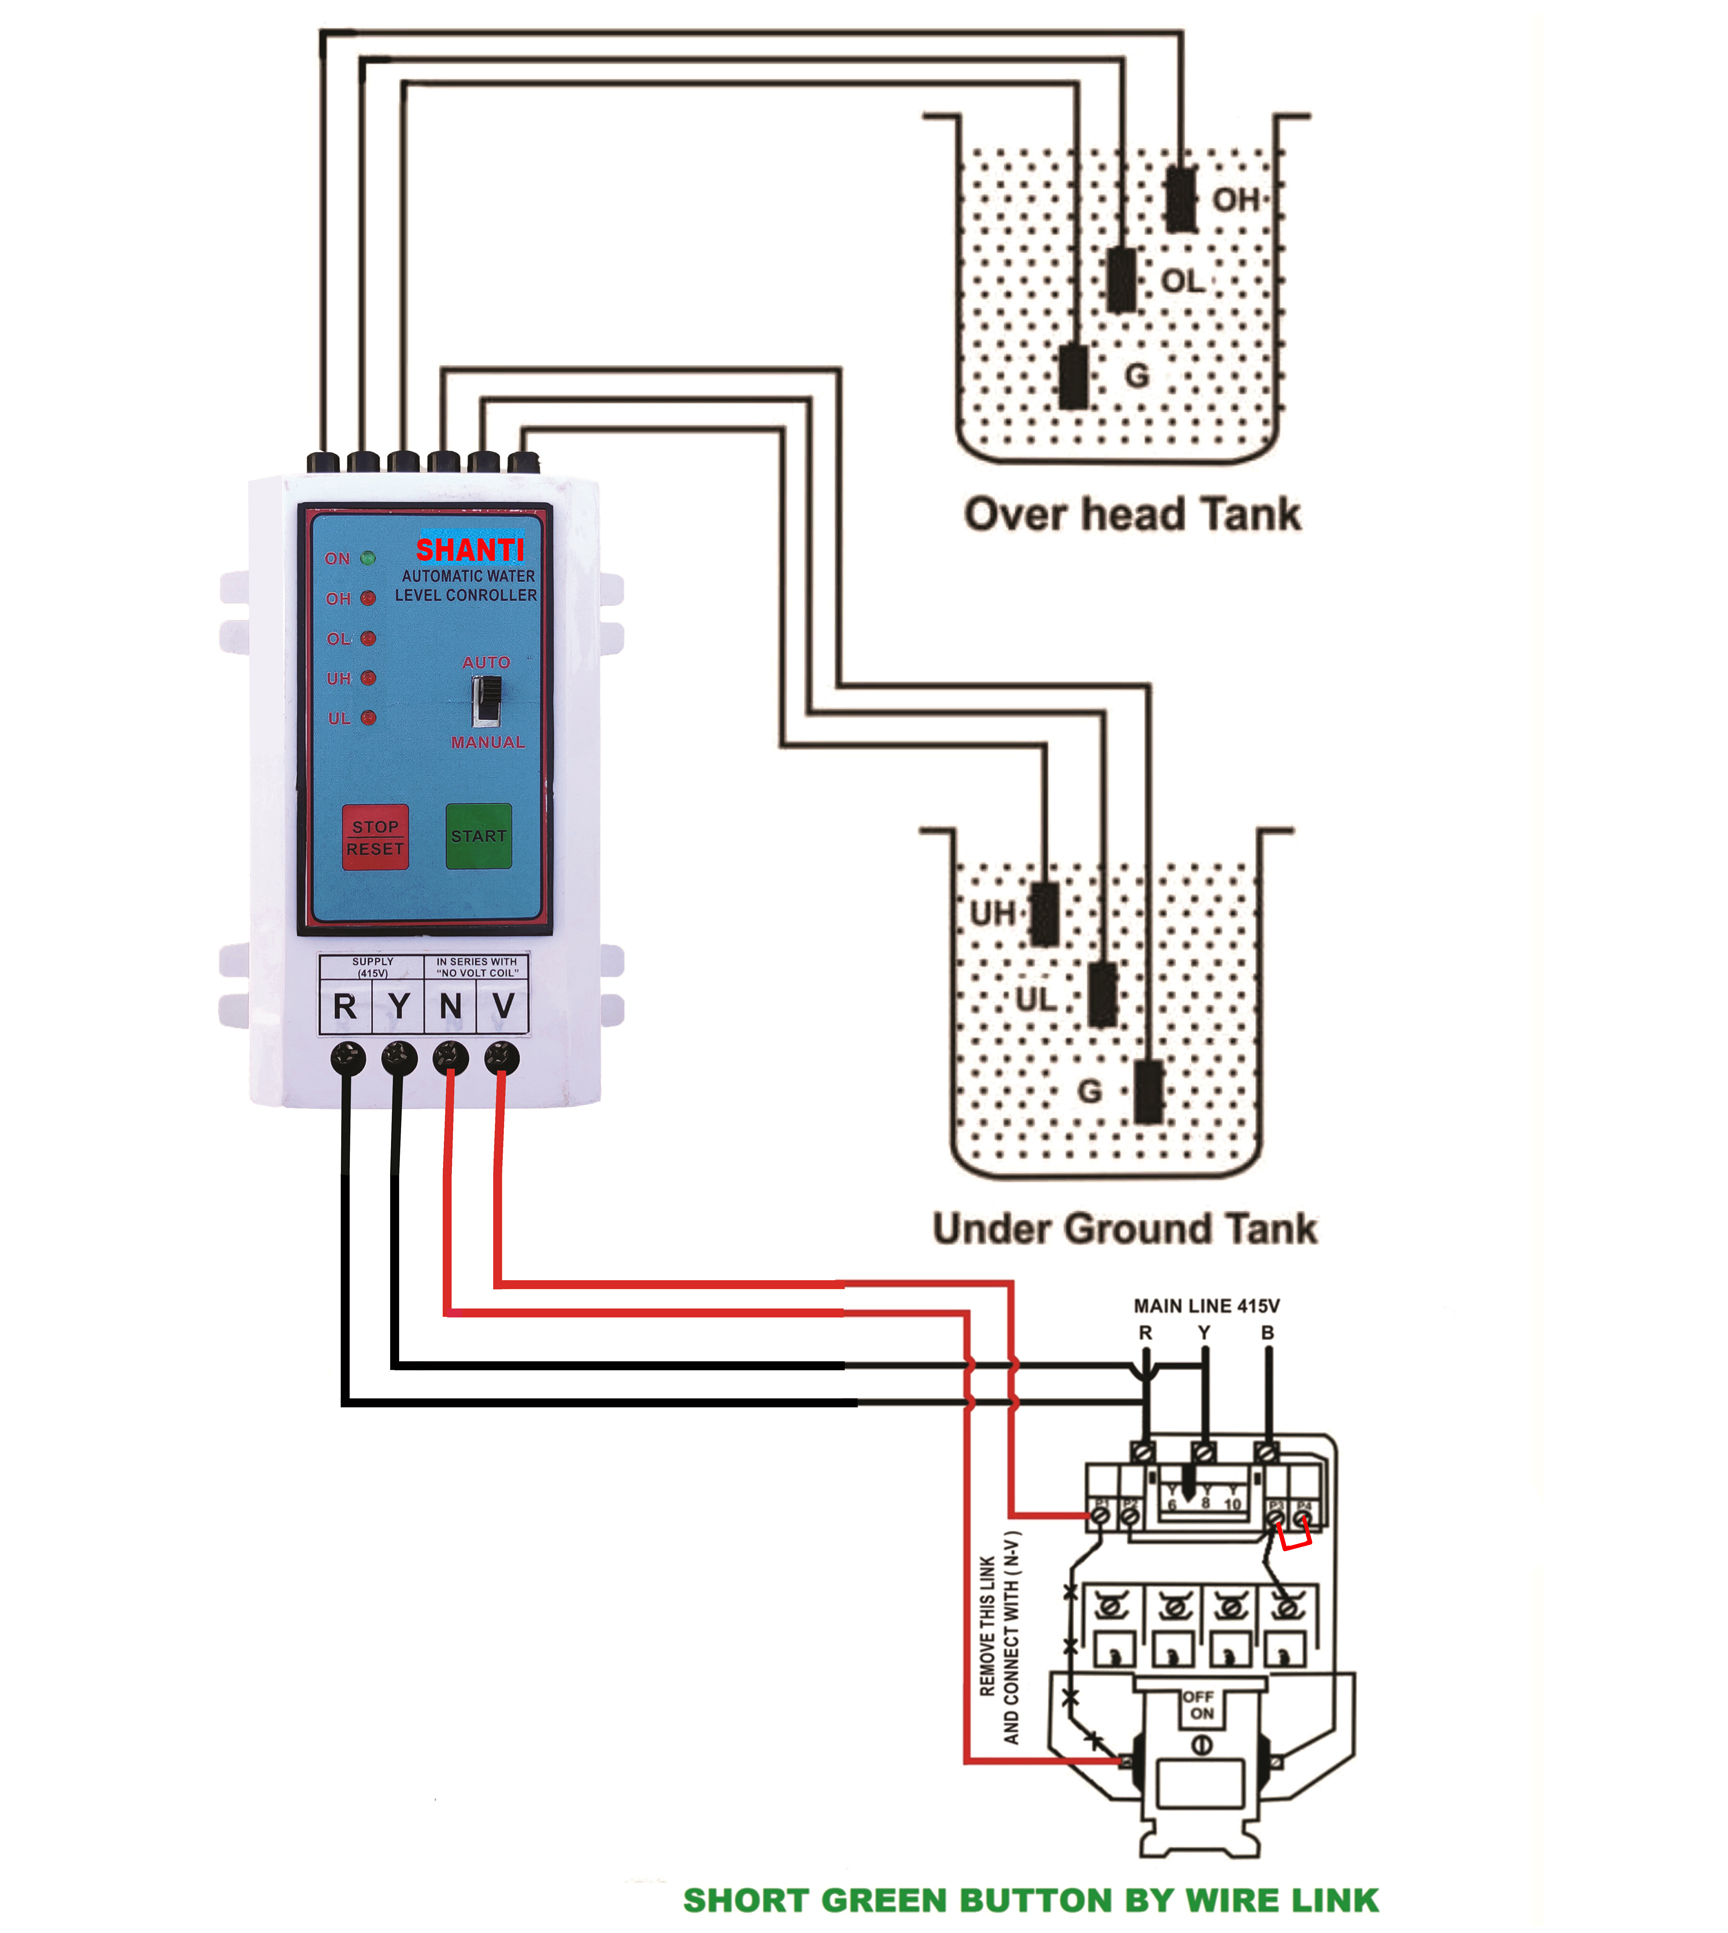 OH
OL
G
Over head Tank
ON
SHANTI
AUTOMATIC WATER
LEVEL CONROLLER
OH
OL
UH
UL
AUTO
MANUAL
STOP
RESET
START
SUPPLY
(415V)
IN SERIES WITH
"NO VOLT COIL"
R Y N V
UH
UL
G
Under Ground Tank
MAIN LINE 415V
R Y B
P1 P2
Y Y Y
6 8 10
P3 P4
REMOVE THIS LINK
AND CONNECT WITH ( N-V )
OFF
ON
SHORT GREEN BUTTON BY WIRE LINK